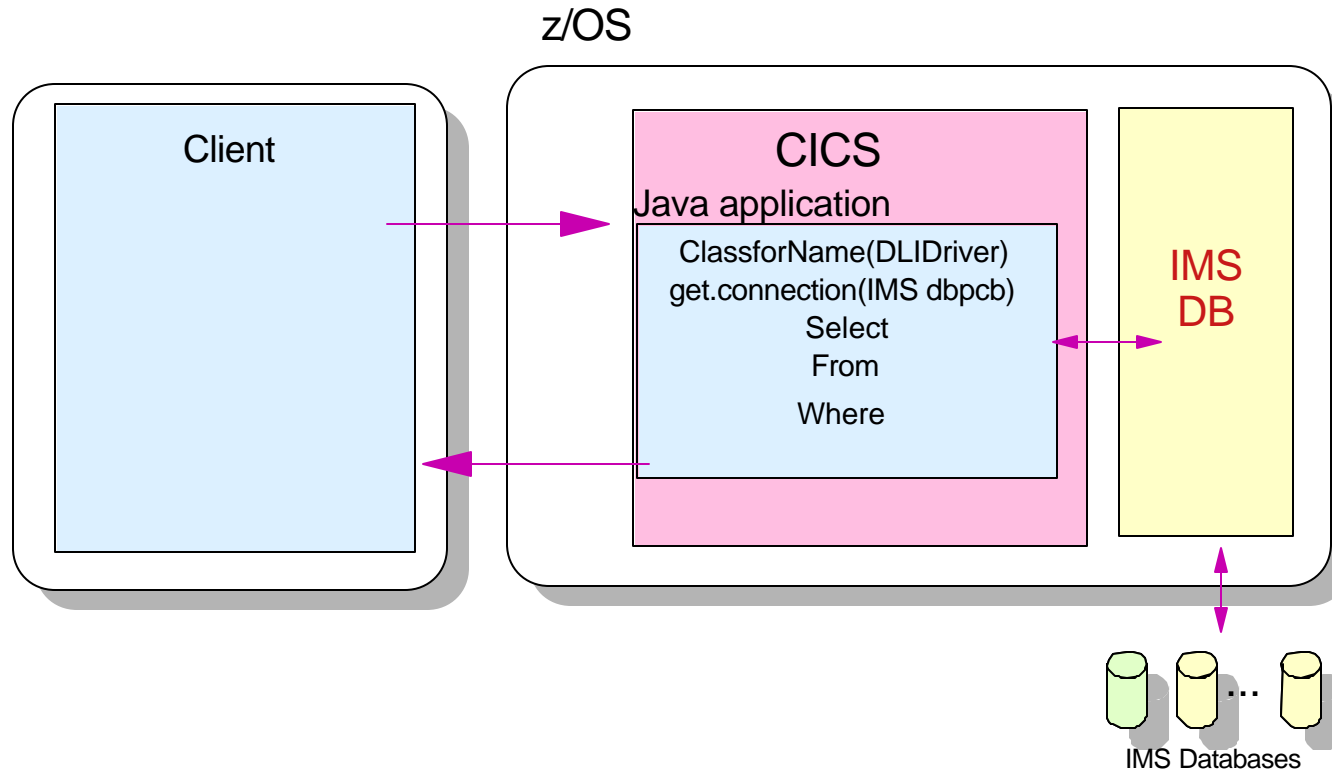 z/OS
Client
CICS
Java application
ClassforName(DLIDriver)
get.connection(IMS dbpcb)
Select
From
Where
IMS
DB
...
IMS Databases